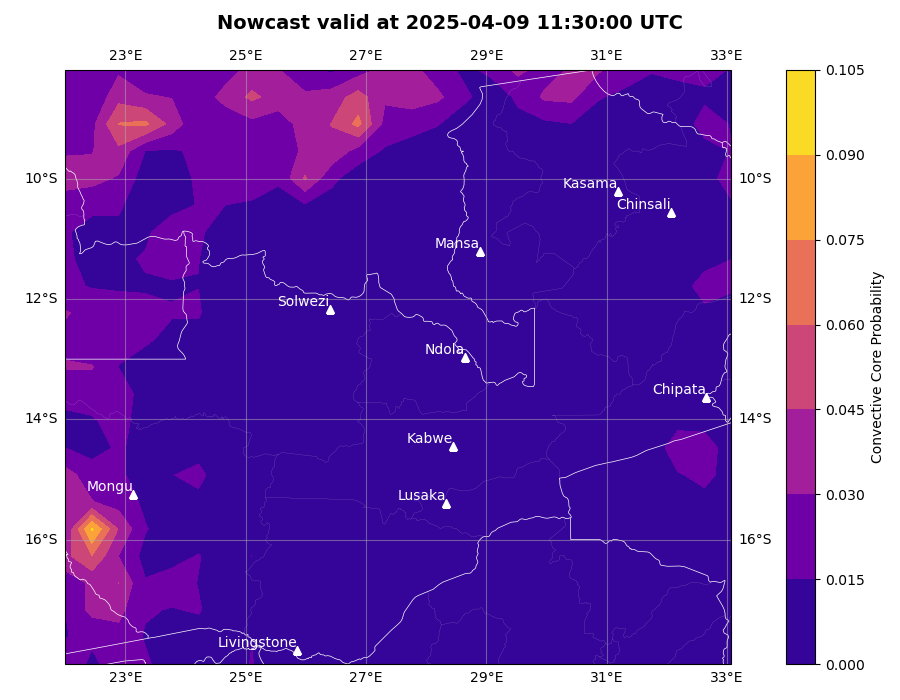 Nowcast valid at 2025-04-09 11:30:00 UTC
23°E 25°E 27°E 29°E 31°E 33°E
0.105
0.090
10°S 10°S
Kasama
Chinsali
0.075
Mansa
12°S 12°S
Solwezi
0.060
Ndola
Convective Core Probability
Chipata
0.045
14°S 14°S
Kabwe
Mongu
Lusaka
0.030
16°S 16°S
0.015
Livingstone
0.000
23°E 25°E 27°E 29°E 31°E 33°E